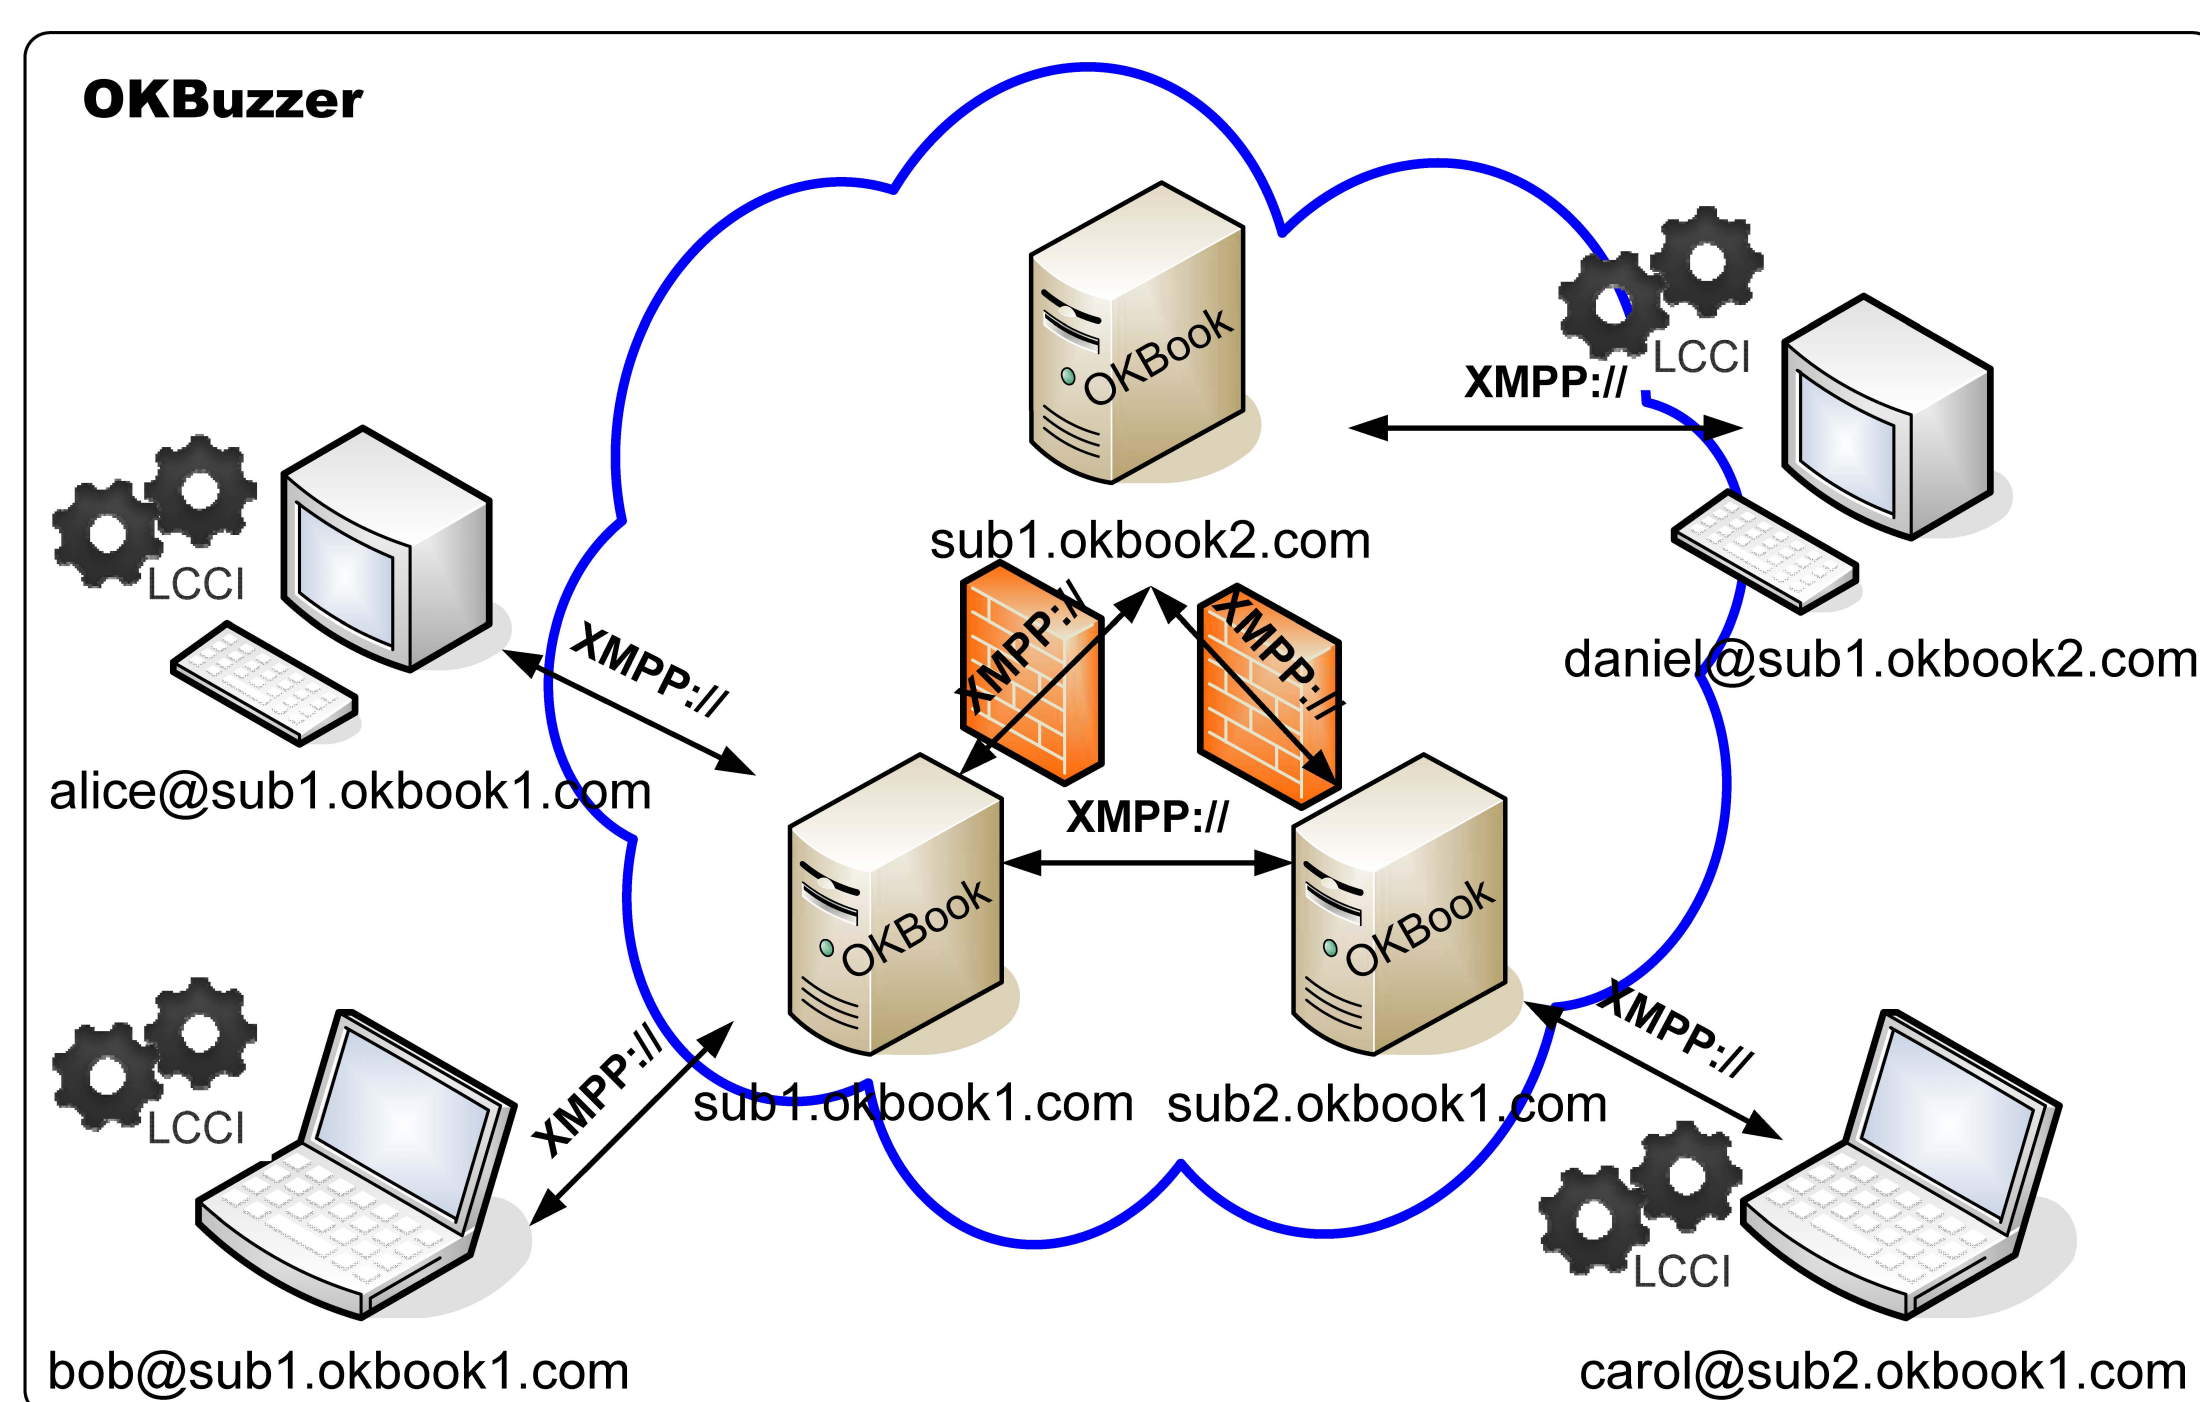 OKBuzzer
OKBook
LCCI
XMPP://
sub1.okbook2.com
LCCI
XMPP://
XMPP://
XMPP://
daniel@sub1.okbook2.com
alice@sub1.okbook1.com
XMPP://
OKBook
OKBook
XMPP://
XMPP://
LCCI
sub1.okbook1.com
sub2.okbook1.com
LCCI
bob@sub1.okbook1.com
carol@sub2.okbook1.com